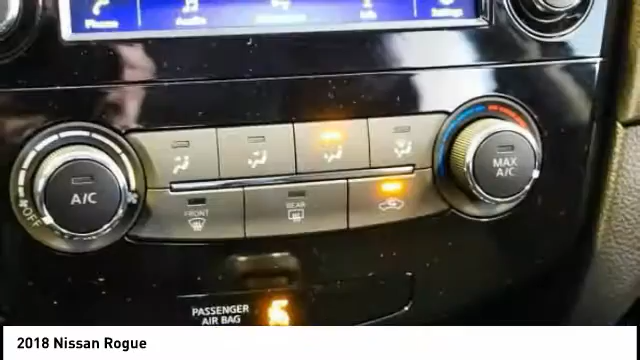 Phone Audio Info Settings
MAX
A/C
A/C
OFF
FRONT
REAR
PASSENGER
AIR BAG
2018 Nissan Rogue